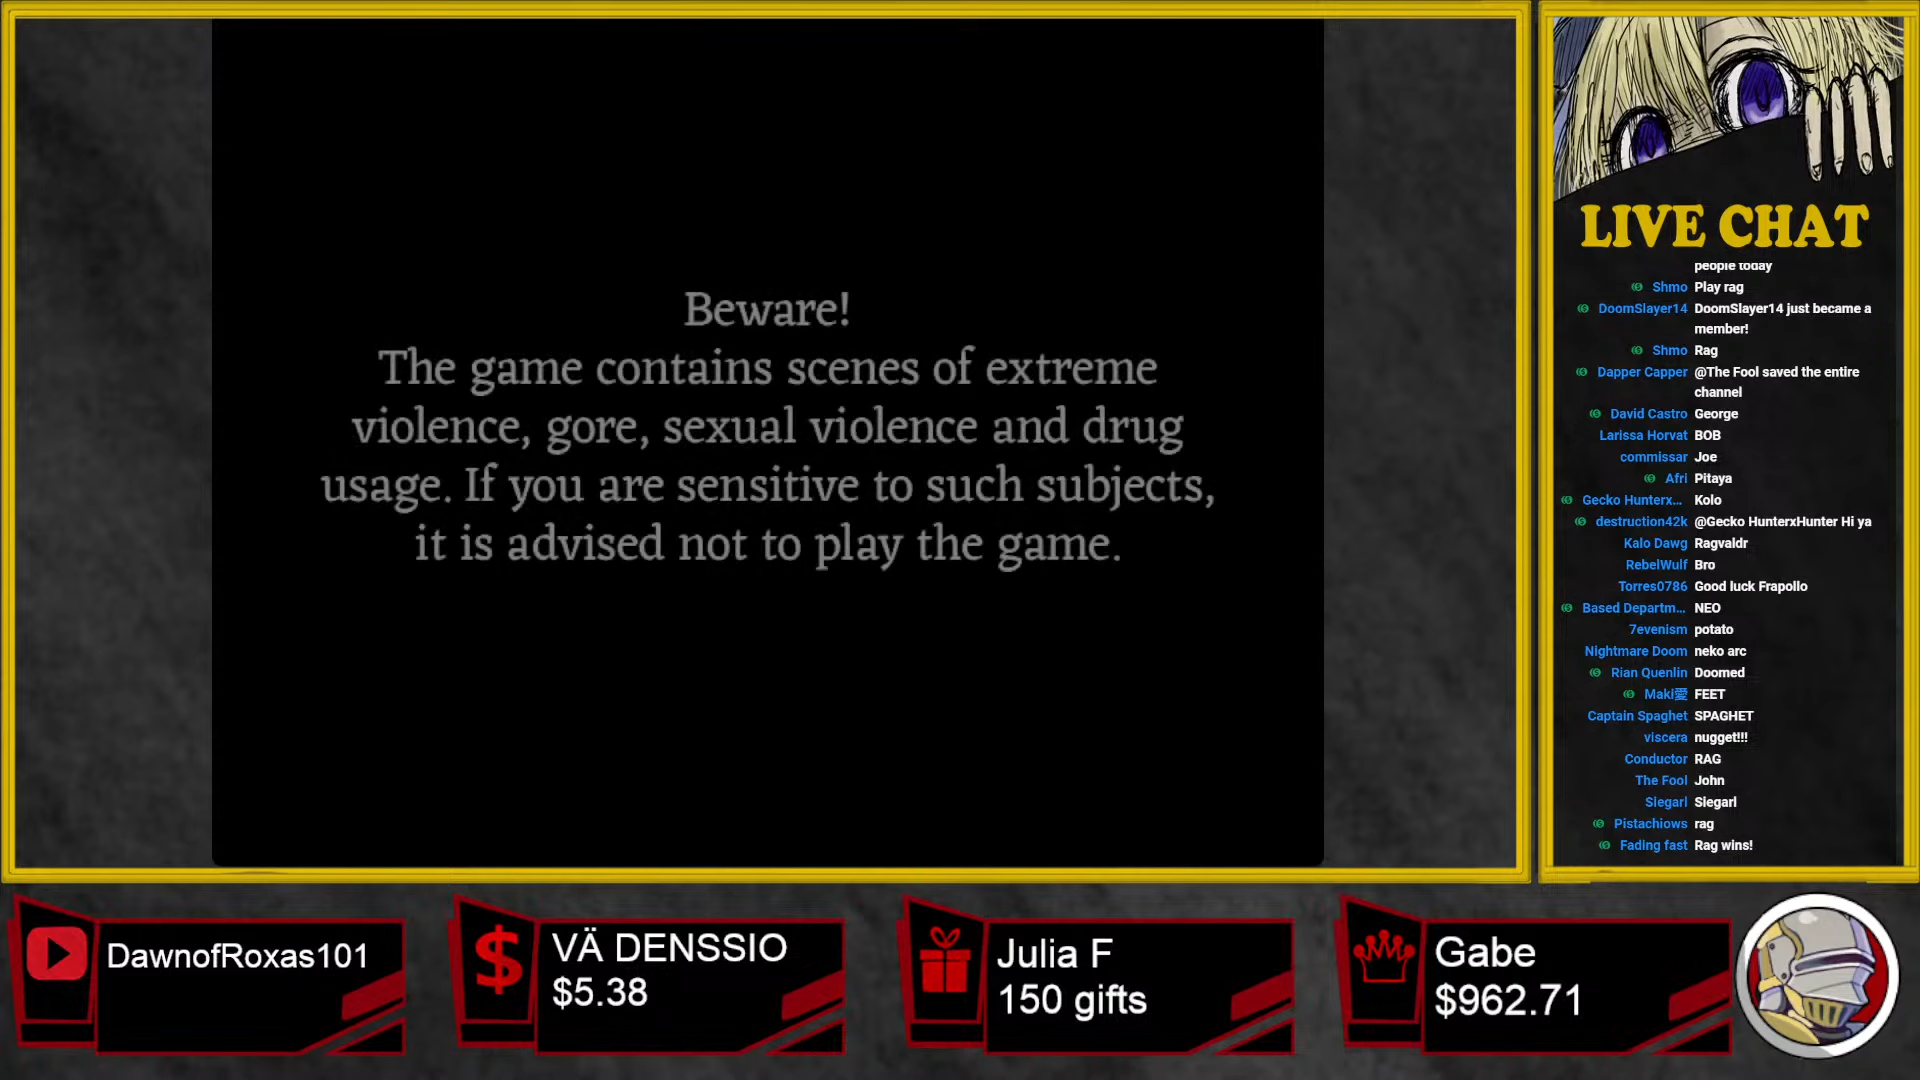 Beware!
The game contains scenes of extreme
violence, gore, sexual violence and drug
usage. If you are sensitive to such subjects,
it is advised not to play the game.
LIVE CHAT
people today
Shmo Play rag
DoomSlayer14 DoomSlayer14 just became a
member!
Shmo Rag
Dapper Capper @The Fool saved the entire
channel
David Castro George
Larissa Horvat BOB
commissar Joe
Afri Pitaya
Gecko Hunterx... Kolo
destruction42k @Gecko HunterxHunter Hi ya
Kalo Dawg Ragvaldr
RebelWulf Bro
Torres0786 Good luck Frapollo
Based Departm... NEO
7evenism potato
Nightmare Doom neko arc
Rian Quenlin Doomed
Maki愛 FEET
Captain Spaghet SPAGHET
viscera nugget!!!
Conductor RAG
The Fool John
Siegarl Siegarl
Pistachiows rag
Fading fast Rag wins!
DawnofRoxas101
VÄ DENSSIO
$5.38
Julia F
150 gifts
Gabe
$962.71